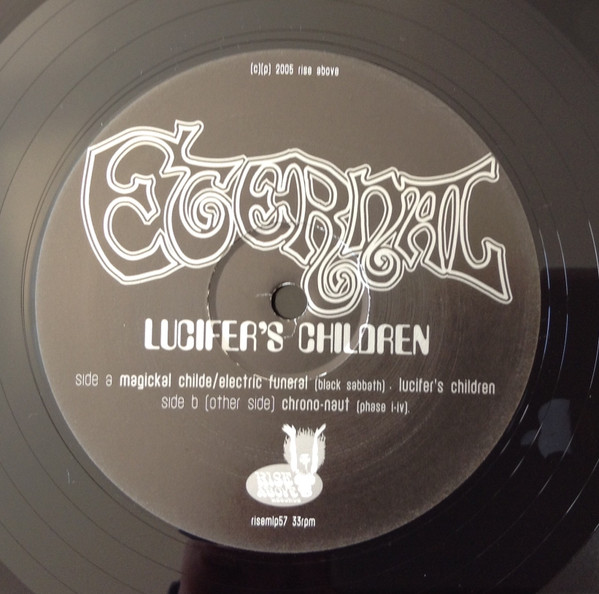 (c)(p) 2005 rise above
ETERNAL
LUCIFER'S CHILDREN
side a magickal childe/electric funeral (black sabbath). lucifer's children
side b (other side) chrono-naut (phase i-iv).
RISE
ABOVE
RECORDS
risemlp57 33rpm